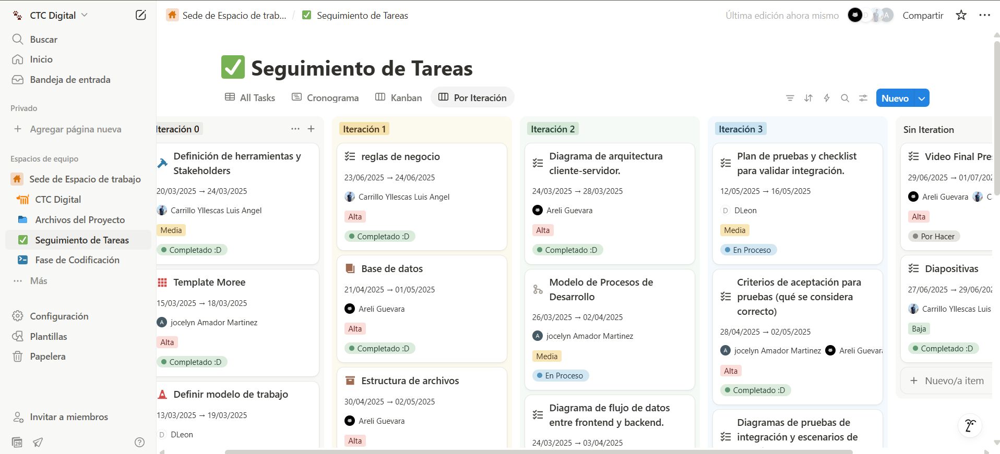 CTC Digital
Buscar
Inicio
Bandeja de entrada
Privado
Agregar página nueva
Espacios de equipo
Sede de Espacio de trabajo
CTC Digital
Archivos del Proyecto
Seguimiento de Tareas
Fase de Codificación
Más
Configuración
Plantillas
Papelera
Invitar a miembros
29
Sede de Espacio de trab... / Seguimiento de Tareas
Última edición ahora mismo
D
A
Compartir
Seguimiento de Tareas
All Tasks
Cronograma
Kanban
Por Iteración
Nuevo
Iteración 0
Definición de herramientas y
Stakeholders
20/03/2025 → 24/03/2025
Carrillo Yllescas Luis Angel
Media
Completado :D
Template Moree
15/03/2025 → 18/03/2025
A jocelyn Amador Martinez
Alta
Completado :D
Definir modelo de trabajo
13/03/2025 → 19/03/2025
D DLeon
Iteración 1
reglas de negocio
23/06/2025 → 24/06/2025
Carrillo Yllescas Luis Angel
Alta
Completado :D
Base de datos
21/04/2025 → 01/05/2025
Areli Guevara
Alta
Completado :D
Estructura de archivos
30/04/2025 → 02/05/2025
Areli Guevara
Alta
Iteración 2
Diagrama de arquitectura
cliente-servidor.
24/03/2025 → 28/03/2025
Areli Guevara
Alta
Completado :D
Modelo de Procesos de
Desarrollo
26/03/2025 → 02/04/2025
A jocelyn Amador Martinez
Media
En Proceso
Diagrama de flujo de datos
entre frontend y backend.
24/03/2025 → 03/04/2025
Iteración 3
Plan de pruebas y checklist
para validar integración.
12/05/2025 → 16/05/2025
D DLeon
Media
En Proceso
Criterios de aceptación para
pruebas (qué se considera
correcto)
28/04/2025 → 02/05/2025
A jocelyn Amador Martinez Areli Guevara
Alta
Completado :D
Diagramas de pruebas de
integración y escenarios de
Sin Iteration
Video Final Pre
29/06/2025 → 01/07/202
Areli Guevara C
Alta
Por Hacer
Diapositivas
27/06/2025 → 29/06/202
Carrillo Yllescas Luis
Baja
Completado :D
Nuevo/a item